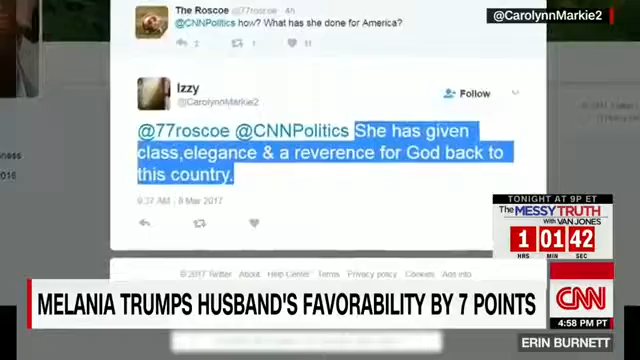 @CarolynnMarkie2
The Roscoe @77roscoe 4h
@CNNPolitics how? What has she done for America?
2 1 11
Izzy
@CarolynnMarkie2
Follow
@77roscoe @CNNPolitics She has given
class,elegance & a reverence for God back to
this country.
9:37 AM - 8 Mar 2017
2016
TONIGHT AT 9P ET
The MESSY TRUTH
WITH VAN JONES
1 01 42
HRS MIN SEC
© 2017 Twitter About Help Center Terms Privacy policy Cookies Ads info
MELANIA TRUMPS HUSBAND'S FAVORABILITY BY 7 POINTS
CNN
4:58 PM PT
ERIN BURNETT